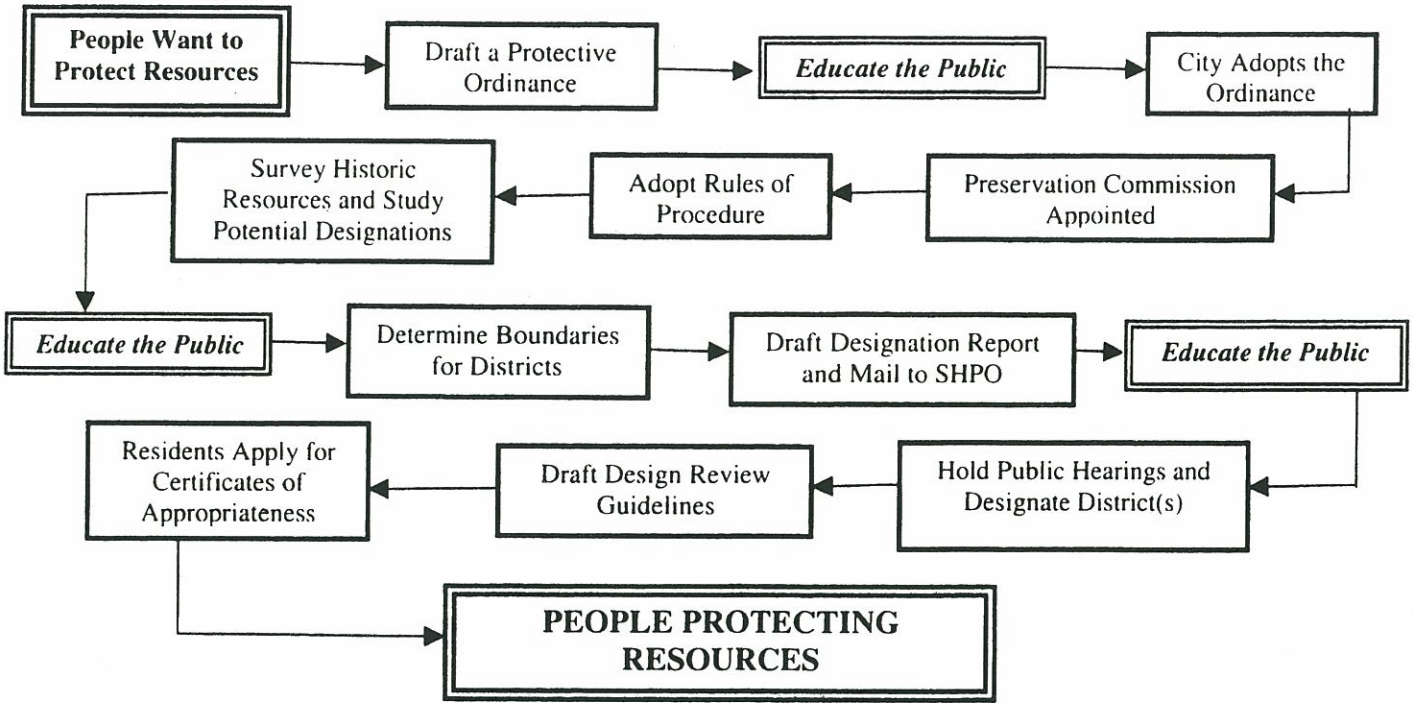 People Want to
Protect Resources
Draft a Protective
Ordinance
Educate the Public
City Adopts the
Ordinance
Preservation Commission
Appointed
Adopt Rules of
Procedure
Survey Historic
Resources and Study
Potential Designations
Educate the Public
Determine Boundaries
for Districts
Draft Designation Report
and Mail to SHPO
Educate the Public
Hold Public Hearings and
Designate District(s)
Draft Design Review
Guidelines
Residents Apply for
Certificates of
Appropriateness
PEOPLE PROTECTING
RESOURCES